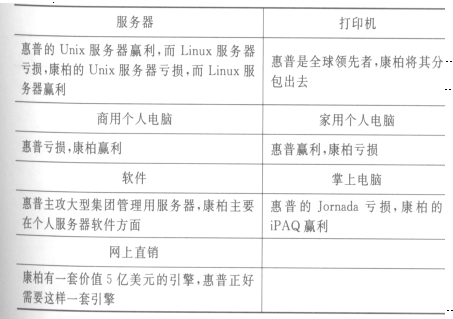 服务器
打印机
惠普的 Unix 服务器赢利,而 Linux 服务器
亏损,康柏的 Unix 服务器亏损,而 Linux 服
务器赢利
惠普是全球领先者,康柏将其分
包出去
商用个人电脑
家用个人电脑
惠普亏损,康柏赢利
惠普赢利,康柏亏损
软件
掌上电脑
惠普主攻大型集团管理用服务器,康柏主要
在个人服务器软件方面
惠普的 Jornada 亏损,康柏的
iPAQ 赢利
网上直销
康柏有一套价值 5 亿美元的引擎,惠普正好
需要这样一套引擎